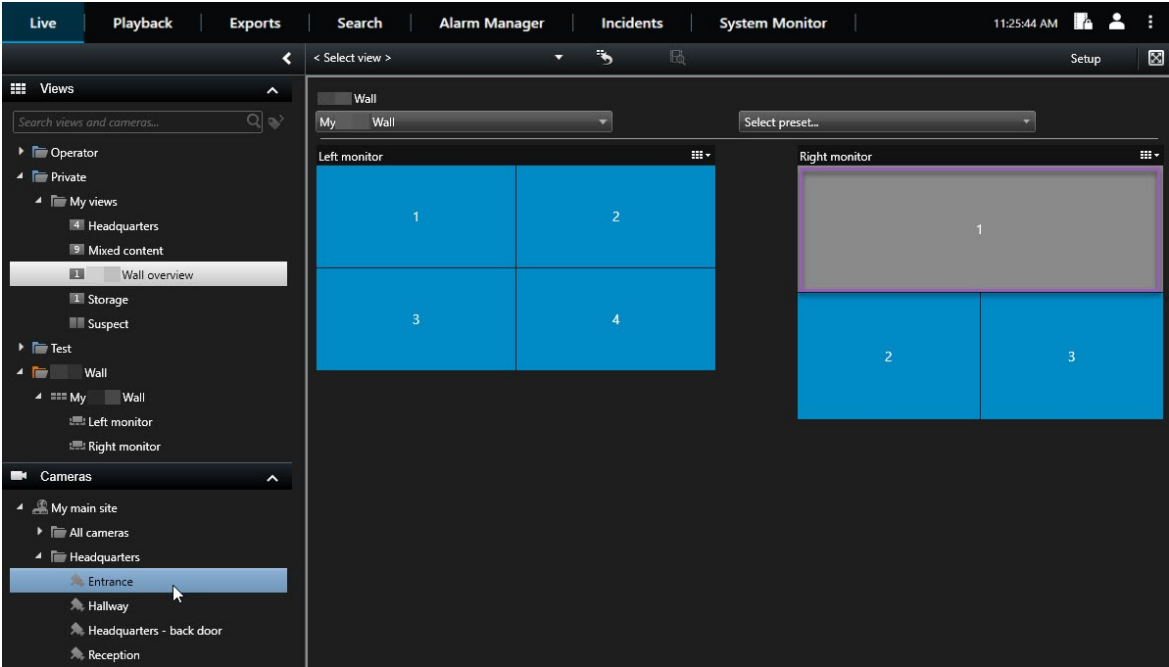 Live Playback Exports Search Alarm Manager Incidents System Monitor 11:25:44 AM
< Select view > Setup
Views
Search views and cameras...
Operator
Private
My views
4 Headquarters
9 Mixed content
1 Wall overview
1 Storage
Suspect
Test
Wall
My Wall
Left monitor
Right monitor
Cameras
My main site
All cameras
Headquarters
Entrance
Hallway
Headquarters - back door
Reception
Wall
My Wall Select preset...
Left monitor Right monitor
1 2
3 4
1
2 3